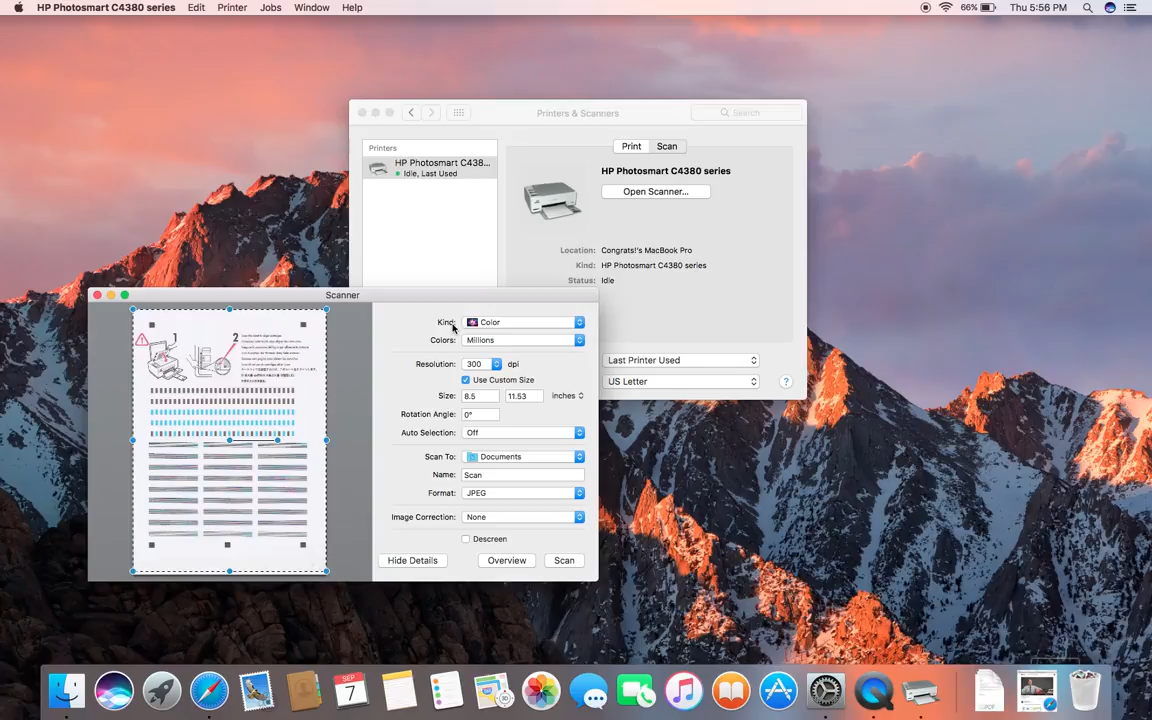 HP Photosmart C4380 series Edit Printer Jobs Window Help 66% Thu 5:56 PM
Printers & Scanners
Search
Printers
HP Photosmart C438...
Idle, Last Used
Print Scan
HP Photosmart C4380 series
Open Scanner...
Location: Congrats!'s MacBook Pro
Kind: HP Photosmart C4380 series
Status: Idle
Last Printer Used
US Letter
?
Scanner
1
2
Kind: Color
Colors: Millions
Resolution: 300 dpi
Use Custom Size
Size: 8.5 11.53 inches
Rotation Angle: 0°
Auto Selection: Off
Scan To: Documents
Name: Scan
Format: JPEG
Image Correction: None
Descreen
Hide Details Overview Scan
SEP
7
PDF